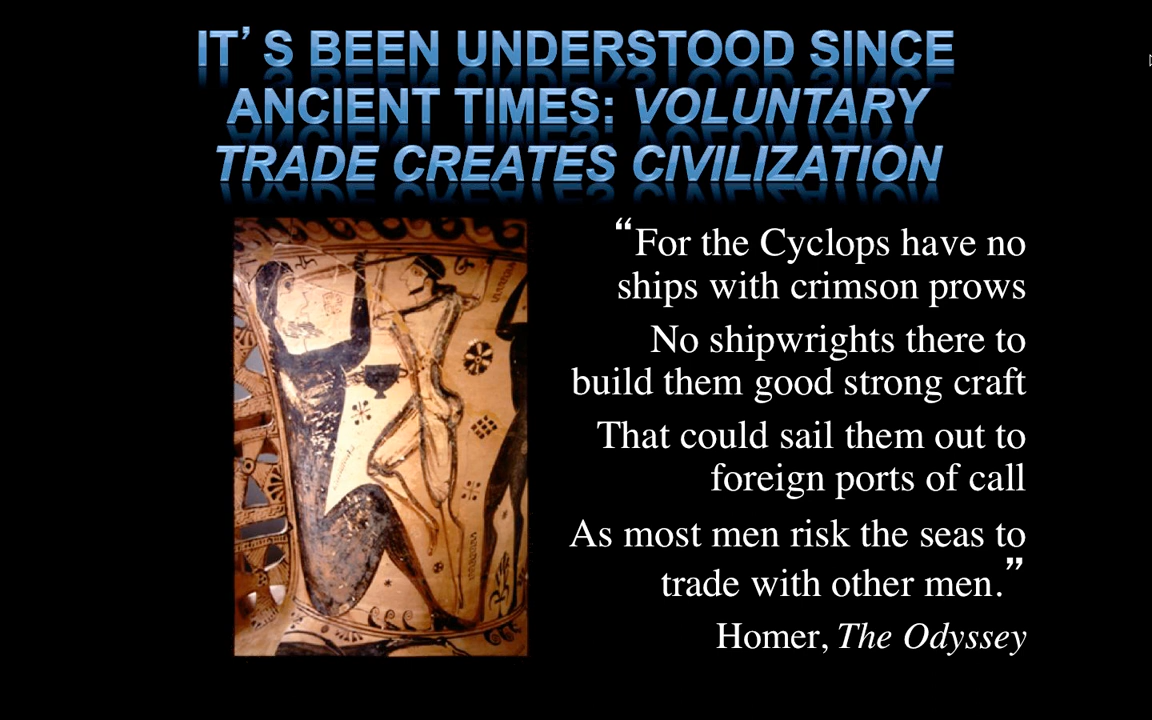 IT’S BEEN UNDERSTOOD SINCE
ANCIENT TIMES: VOLUNTARY
TRADE CREATES CIVILIZATION
“For the Cyclops have no
ships with crimson prows
No shipwrights there to
build them good strong craft
That could sail them out to
foreign ports of call
As most men risk the seas to
trade with other men.”
Homer, The Odyssey